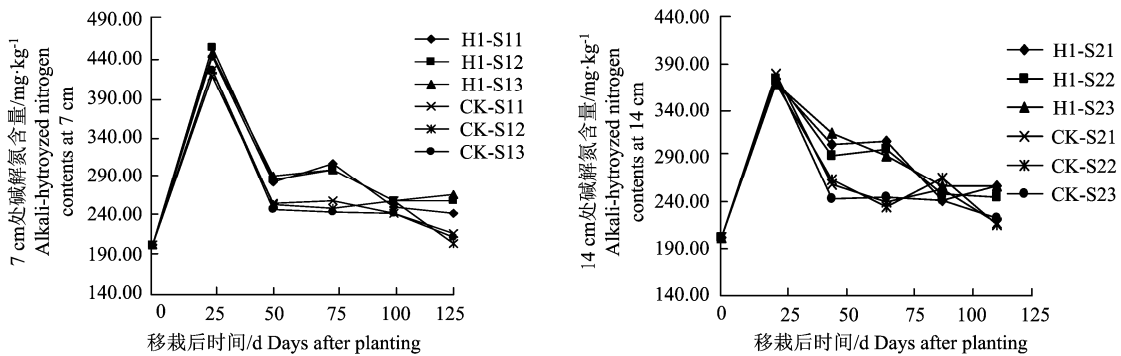 490.00
440.00
390.00
340.00
290.00
240.00
190.00
140.00
7 cm处碱解氮含量/mg·kg-1
Alkali-hytroyzed nitrogen
contents at 7 cm
0 25 50 75 100 125
移栽后时间/d Days after planting
H1-S11
H1-S12
H1-S13
CK-S11
CK-S12
CK-S13
440.00
390.00
340.00
290.00
240.00
190.00
140.00
14 cm处碱解氮含量/mg·kg-1
Alkali-hytroyzed nitrogen
contents at 14 cm
0 25 50 75 100 125
移栽后时间/d Days after planting
H1-S21
H1-S22
H1-S23
CK-S21
CK-S22
CK-S23